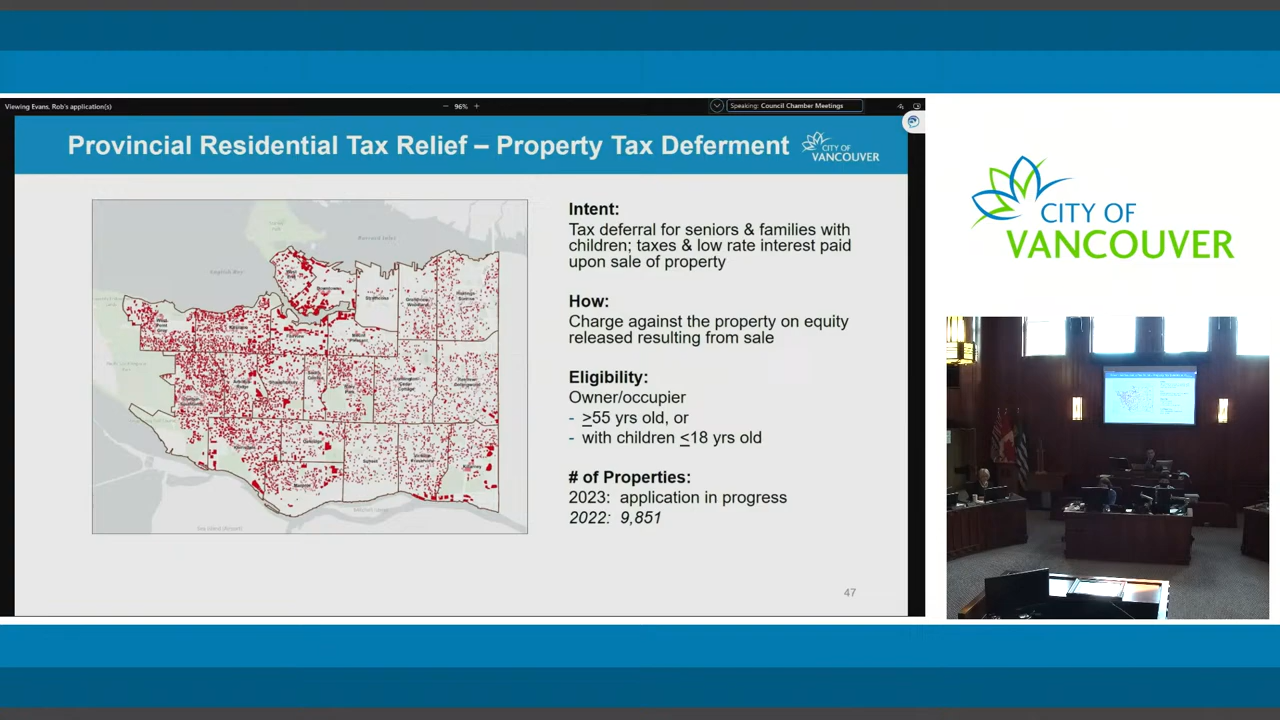 Viewing Evans, Rob's application(s)
96%
Speaking: Council Chamber Meetings
Provincial Residential Tax Relief – Property Tax Deferment
CITY OF
VANCOUVER
Intent:
Tax deferral for seniors & families with
children; taxes & low rate interest paid
upon sale of property
How:
Charge against the property on equity
released resulting from sale
Eligibility:
Owner/occupier
- >55 yrs old, or
- with children <18 yrs old
# of Properties:
2023: application in progress
2022: 9,851
47
CITY OF
VANCOUVER